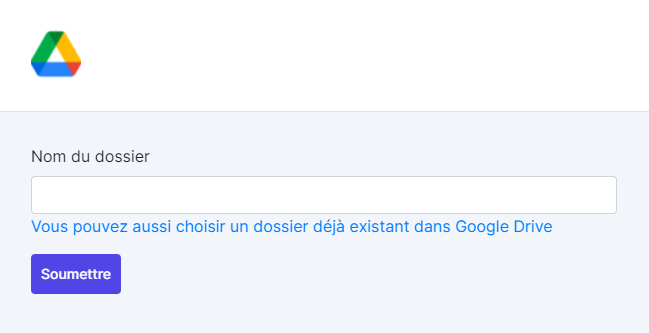 Nom du dossier
Vous pouvez aussi choisir un dossier déjà existant dans Google Drive
Soumettre